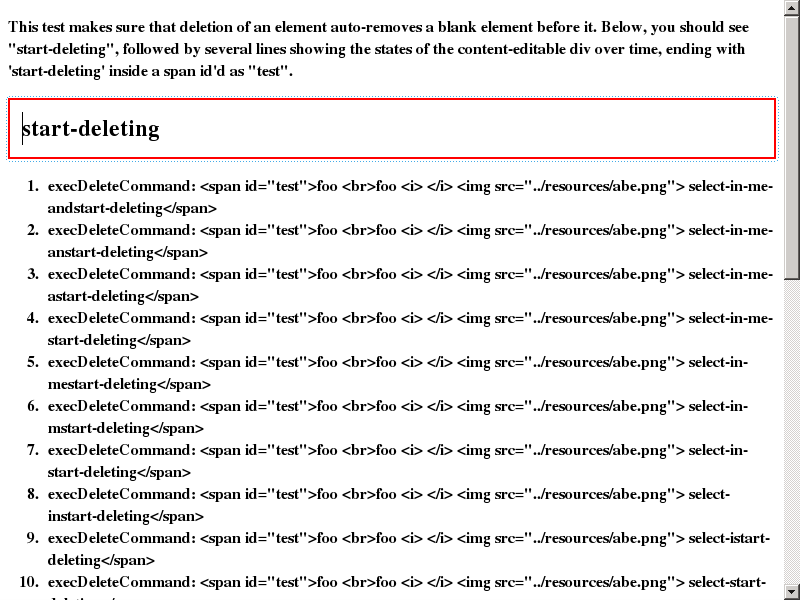 This test makes sure that deletion of an element auto-removes a blank element before it. Below, you should see
"start-deleting", followed by several lines showing the states of the content-editable div over time, ending with
'start-deleting' inside a span id'd as "test".
start-deleting
1. execDeleteCommand: <span id="test">foo <br>foo <i> </i> <img src="../resources/abe.png"> select-in-me-
andstart-deleting</span>
2. execDeleteCommand: <span id="test">foo <br>foo <i> </i> <img src="../resources/abe.png"> select-in-me-
anstart-deleting</span>
3. execDeleteCommand: <span id="test">foo <br>foo <i> </i> <img src="../resources/abe.png"> select-in-me-
astart-deleting</span>
4. execDeleteCommand: <span id="test">foo <br>foo <i> </i> <img src="../resources/abe.png"> select-in-me-
start-deleting</span>
5. execDeleteCommand: <span id="test">foo <br>foo <i> </i> <img src="../resources/abe.png"> select-in-
mestart-deleting</span>
6. execDeleteCommand: <span id="test">foo <br>foo <i> </i> <img src="../resources/abe.png"> select-in-
mstart-deleting</span>
7. execDeleteCommand: <span id="test">foo <br>foo <i> </i> <img src="../resources/abe.png"> select-in-
start-deleting</span>
8. execDeleteCommand: <span id="test">foo <br>foo <i> </i> <img src="../resources/abe.png"> select-
instart-deleting</span>
9. execDeleteCommand: <span id="test">foo <br>foo <i> </i> <img src="../resources/abe.png"> select-istart-
deleting</span>
10. execDeleteCommand: <span id="test">foo <br>foo <i> </i> <img src="../resources/abe.png"> select-start-